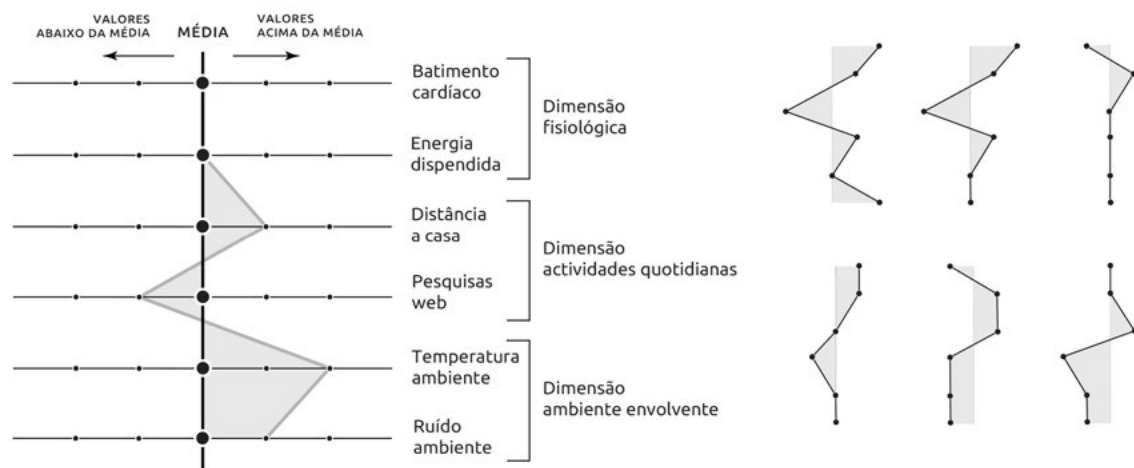 VALORES
ABAIXO DA MÉDIA
MÉDIA
VALORES
ACIMA DA MÉDIA
Batimento
cardíaco
Energia
dispendida
Dimensão
fisiológica
Distância
a casa
Pesquisas
web
Dimensão
actividades quotidianas
Temperatura
ambiente
Ruído
ambiente
Dimensão
ambiente envolvente